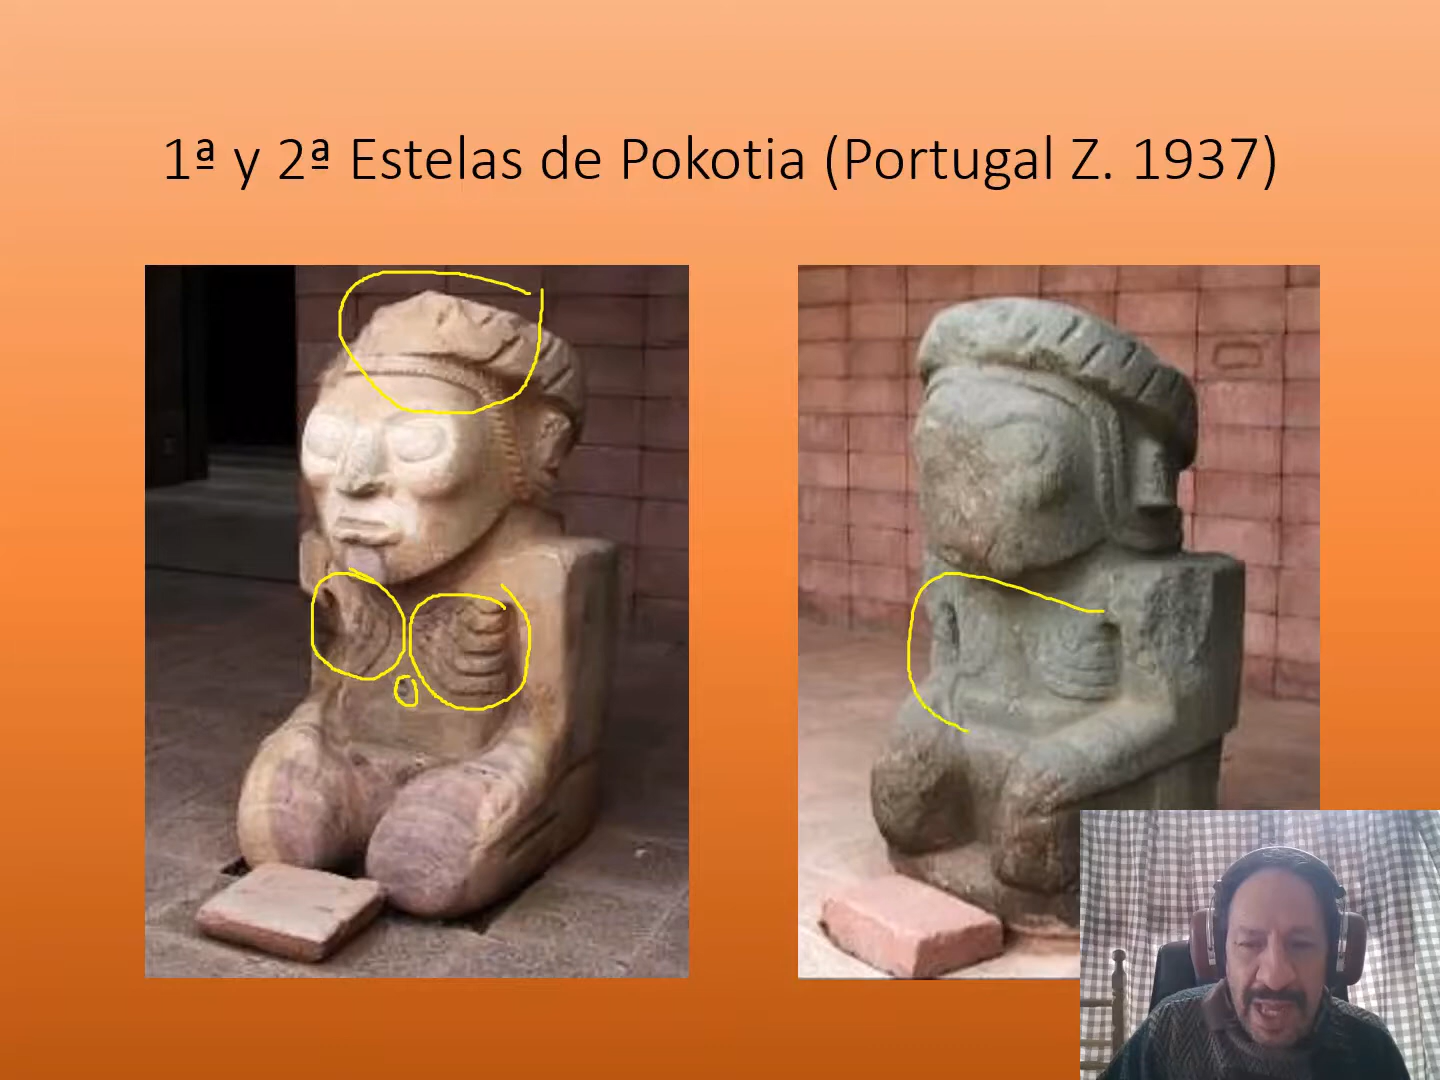 1ª y 2ª Estelas de Pokotia (Portugal Z. 1937)